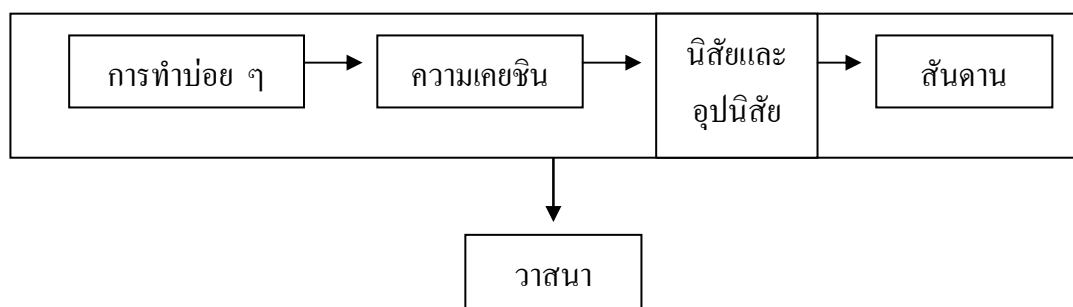 การทำบ่อย ๆ
ความเคยชิน
นิสัยและ
อุปนิสัย
สันดาน
วาสนา